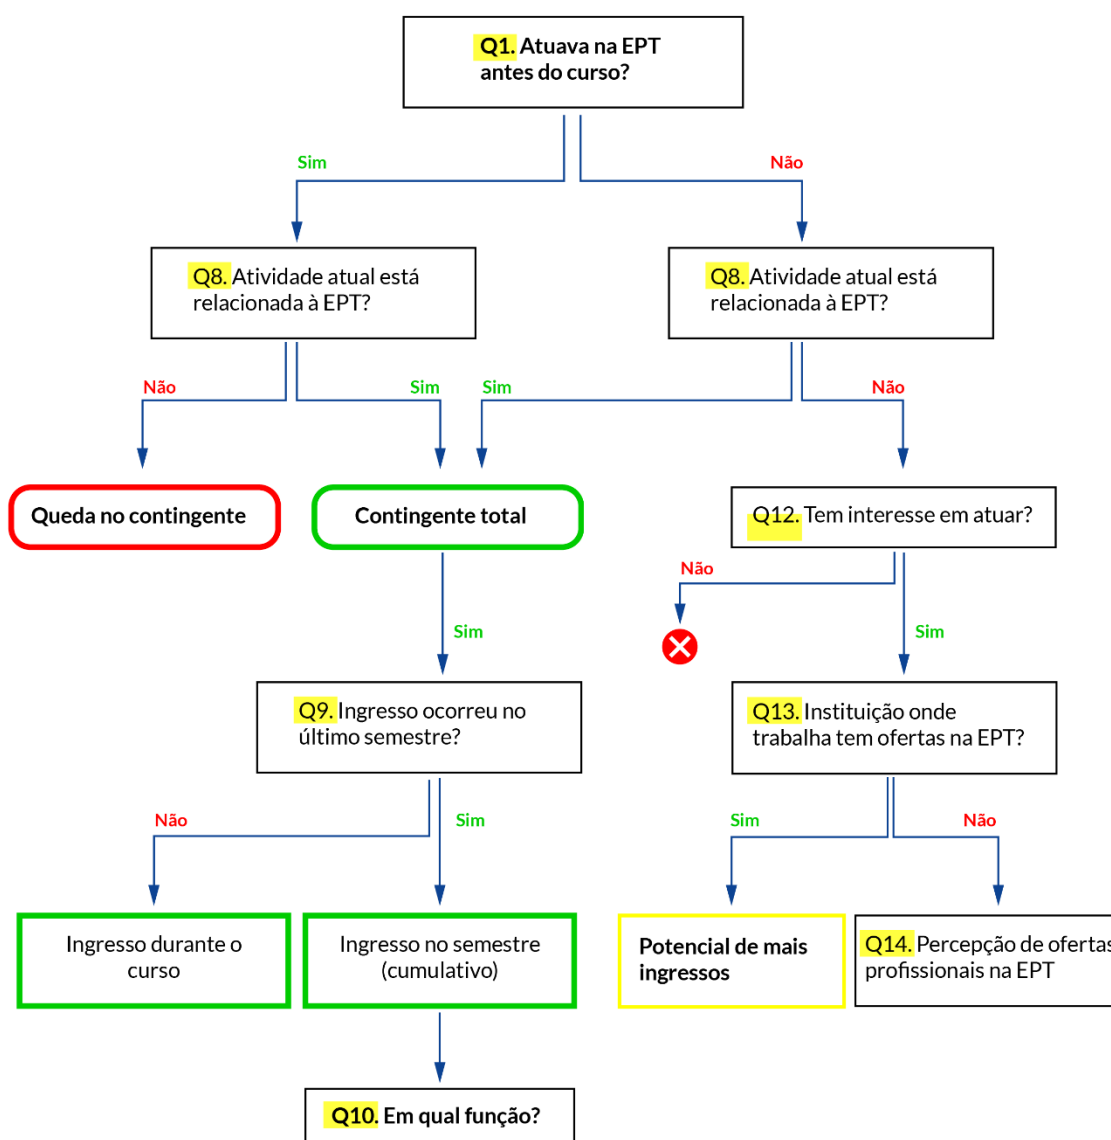 Q1. Atuava na EPT
antes do curso?
Sim
Não
Q8. Atividade atual está
relacionada à EPT?
Q8. Atividade atual está
relacionada à EPT?
Não
Sim
Sim
Não
Queda no contingente
Contingente total
Q12. Tem interesse em atuar?
Não
Sim
Sim
Q9. Ingresso ocorreu no
último semestre?
Q13. Instituição onde
trabalha tem ofertas na EPT?
Não
Sim
Sim
Não
Ingresso durante o
curso
Ingresso no semestre
(cumulativo)
Potencial de mais
ingressos
Q14. Percepção de ofertas
profissionais na EPT
Q10. Em qual função?